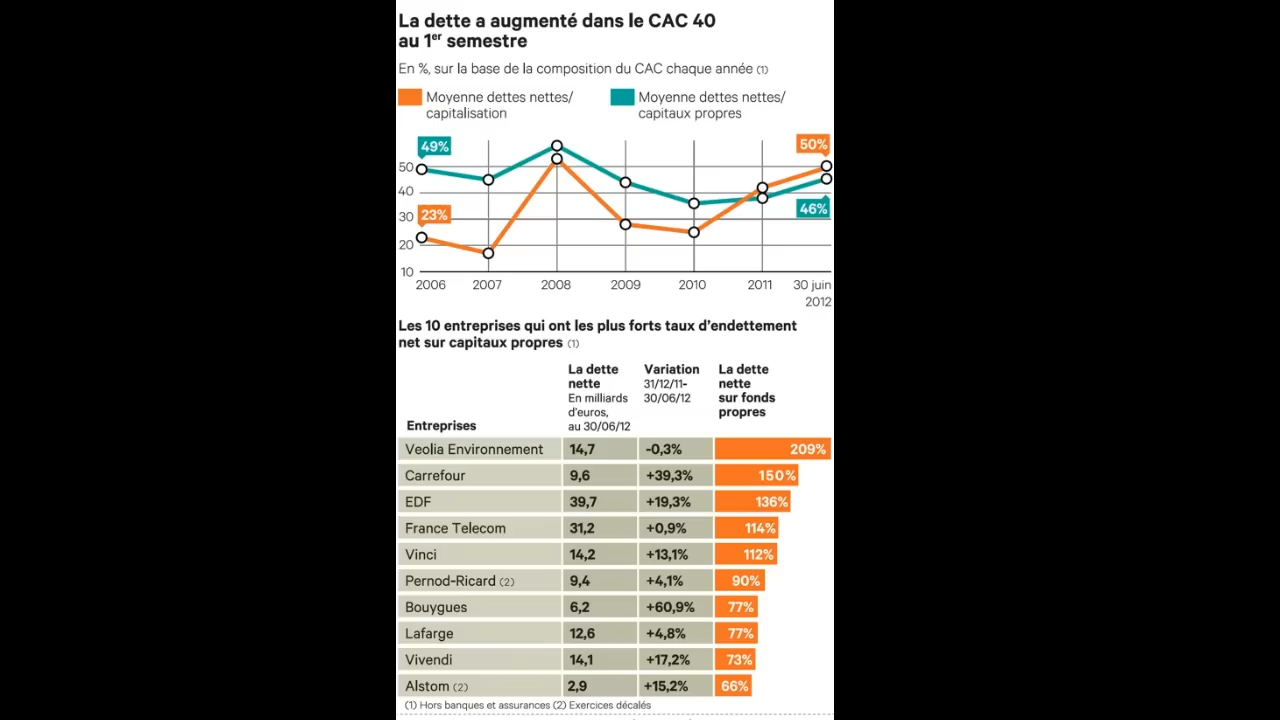 La dette a augmenté dans le CAC 40
au 1er semestre
En %, sur la base de la composition du CAC chaque année (1)
Moyenne dettes nettes/
capitalisation
Moyenne dettes nettes/
capitaux propres
49%
50%
50
40
46%
30
23%
20
10
2006 2007 2008 2009 2010 2011 30 juin
2012
Les 10 entreprises qui ont les plus forts taux d'endettement
net sur capitaux propres (1)
Entreprises
La dette
nette
En milliards
d'euros,
au 30/06/12
Variation
31/12/11-
30/06/12
La dette
nette
sur fonds
propres
Veolia Environnement 14,7 -0,3% 209%
Carrefour 9,6 +39,3% 150%
EDF 39,7 +19,3% 136%
France Telecom 31,2 +0,9% 114%
Vinci 14,2 +13,1% 112%
Pernod-Ricard (2) 9,4 +4,1% 90%
Bouygues 6,2 +60,9% 77%
Lafarge 12,6 +4,8% 77%
Vivendi 14,1 +17,2% 73%
Alstom (2) 2,9 +15,2% 66%
(1) Hors banques et assurances (2) Exercices décalés